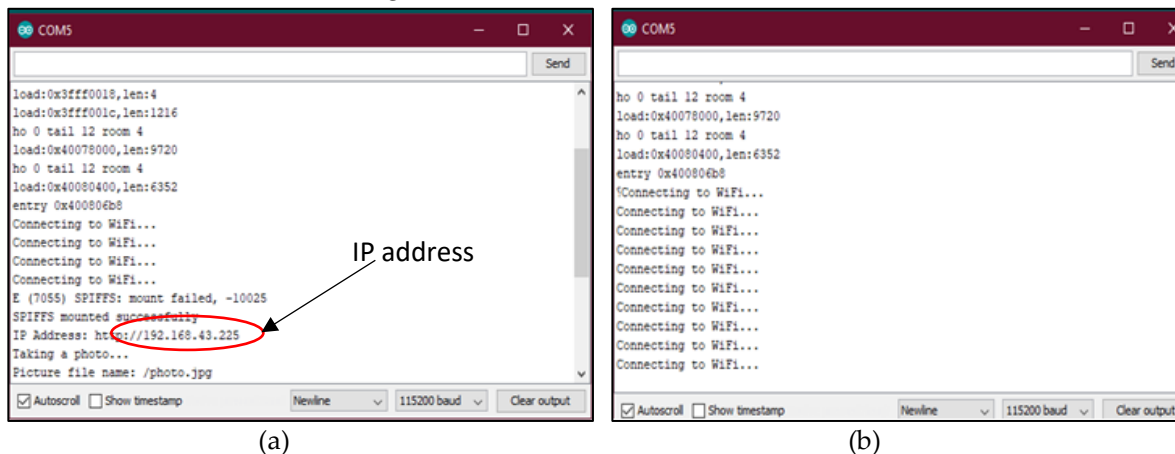 COM5
Send
load:0x3fff0018,len:4
load:0x3fff001c,len:1216
ho 0 tail 12 room 4
load:0x40078000,len:9720
ho 0 tail 12 room 4
load:0x40080400,len:6352
entry 0x400806b8
Connecting to WiFi...
Connecting to WiFi...
Connecting to WiFi...
Connecting to WiFi...
E (7055) SPIFFS: mount failed, -10025
SPIFFS mounted successfully
IP Address: http://192.168.43.225
Taking a photo...
Picture file name: /photo.jpg
IP address
Autoscroll Show timestamp Newline 115200 baud Clear output
(a)
COM5
Send
ho 0 tail 12 room 4
load:0x40078000,len:9720
ho 0 tail 12 room 4
load:0x40080400,len:6352
entry 0x400806b8
Connecting to WiFi...
Connecting to WiFi...
Connecting to WiFi...
Connecting to WiFi...
Connecting to WiFi...
Connecting to WiFi...
Connecting to WiFi...
Connecting to WiFi...
Connecting to WiFi...
Connecting to WiFi...
Autoscroll Show timestamp Newline 115200 baud Clear output
(b)